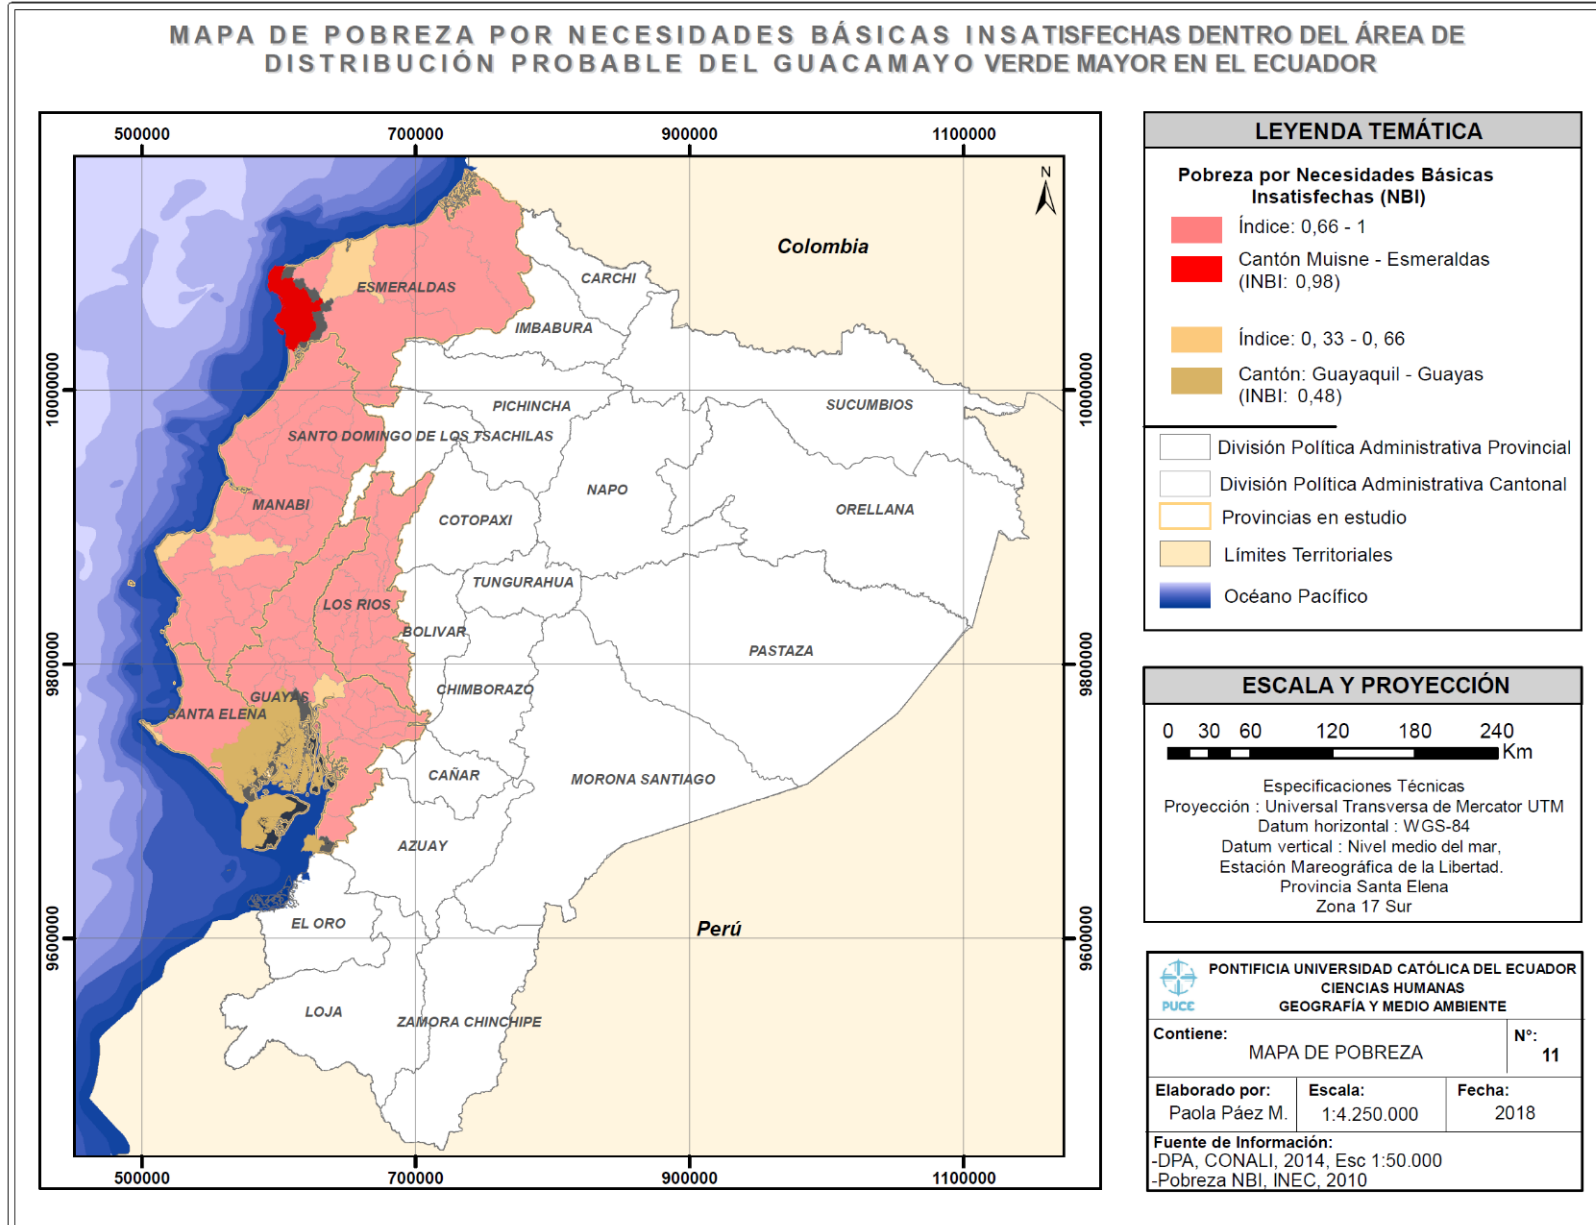 MAPA DE POBREZA POR NECESIDADES BÁSICAS INSATISFECHAS DENTRO DEL ÁREA DE
DISTRIBUCIÓN PROBABLE DEL GUACAMAYO VERDE MAYOR EN EL ECUADOR
500000
700000
900000
1100000
N
Colombia
CARCHI
ESMERALDAS
IMBABURA
1000000
1000000
PICHINCHA
SUCUMBIOS
SANTO DOMINGO DE LOS TSACHILAS
NAPO
MANABI
ORELLANA
COTOPAXI
TUNGURAHUA
LOS RIOS
BOLIVAR
PASTAZA
9800000
9800000
CHIMBORAZO
GUAYAS
SANTA ELENA
CAÑAR
MORONA SANTIAGO
AZUAY
EL ORO
Perú
9600000
9600000
LOJA
ZAMORA CHINCHIPE
500000
700000
900000
1100000
LEYENDA TEMÁTICA
Pobreza por Necesidades Básicas
Insatisfechas (NBI)
Índice: 0,66 - 1
Cantón Muisne - Esmeraldas
(INBI: 0,98)
Índice: 0, 33 - 0, 66
Cantón: Guayaquil - Guayas
(INBI: 0,48)
División Política Administrativa Provincial
División Política Administrativa Cantonal
Provincias en estudio
Límites Territoriales
Océano Pacífico
ESCALA Y PROYECCIÓN
0 30 60 120 180 240
Km
Especificaciones Técnicas
Proyección : Universal Transversa de Mercator UTM
Datum horizontal : WGS-84
Datum vertical : Nivel medio del mar,
Estación Mareográfica de la Libertad.
Provincia Santa Elena
Zona 17 Sur
PUCE
PONTIFICIA UNIVERSIDAD CATÓLICA DEL ECUADOR
CIENCIAS HUMANAS
GEOGRAFÍA Y MEDIO AMBIENTE
Contiene:
MAPA DE POBREZA
N°:
11
Elaborado por:
Paola Páez M.
Escala:
1:4.250.000
Fecha:
2018
Fuente de Información:
-DPA, CONALI, 2014, Esc 1:50.000
-Pobreza NBI, INEC, 2010